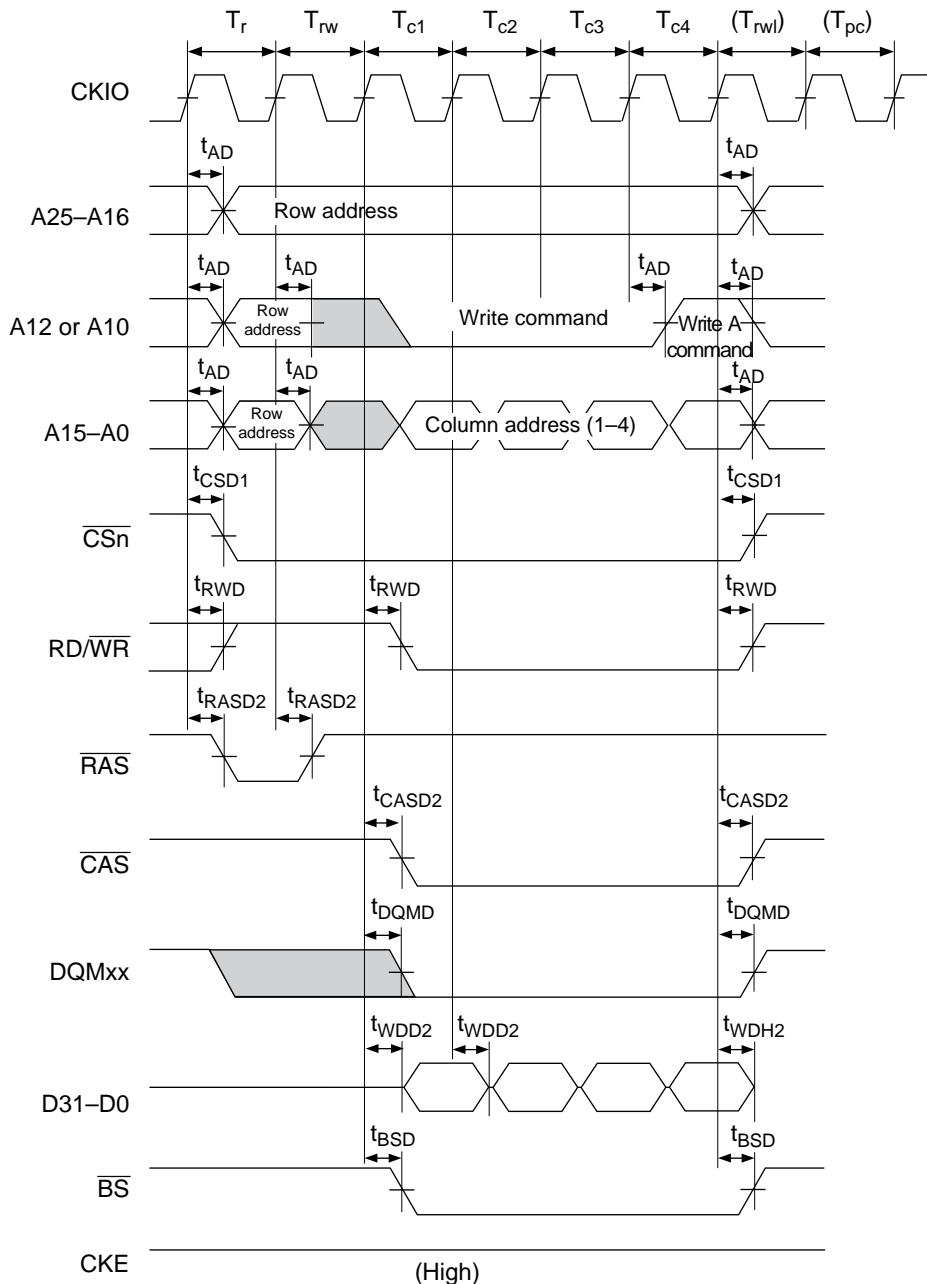 Tr Trw Tc1 Tc2 Tc3 Tc4 (Trwl) (Tpc)
CKIO
tAD tAD
A25–A16 Row address
tAD tAD tAD tAD
A12 or A10 Row address Write command Write A command
tAD tAD tAD
A15–A0 Row address Column address (1–4)
tCSD1 tCSD1
CSn
tRWD tRWD tRWD
RD/WR
tRASD2 tRASD2
RAS
tCASD2 tCASD2
CAS
tDQMD tDQMD
DQMxx
tWDD2 tWDD2 tWDH2
D31–D0
tBSD tBSD
BS
CKE (High)